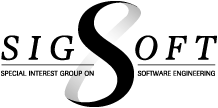 SIGSOFT
SPECIAL INTEREST GROUP ON SOFTWARE ENGINEERING